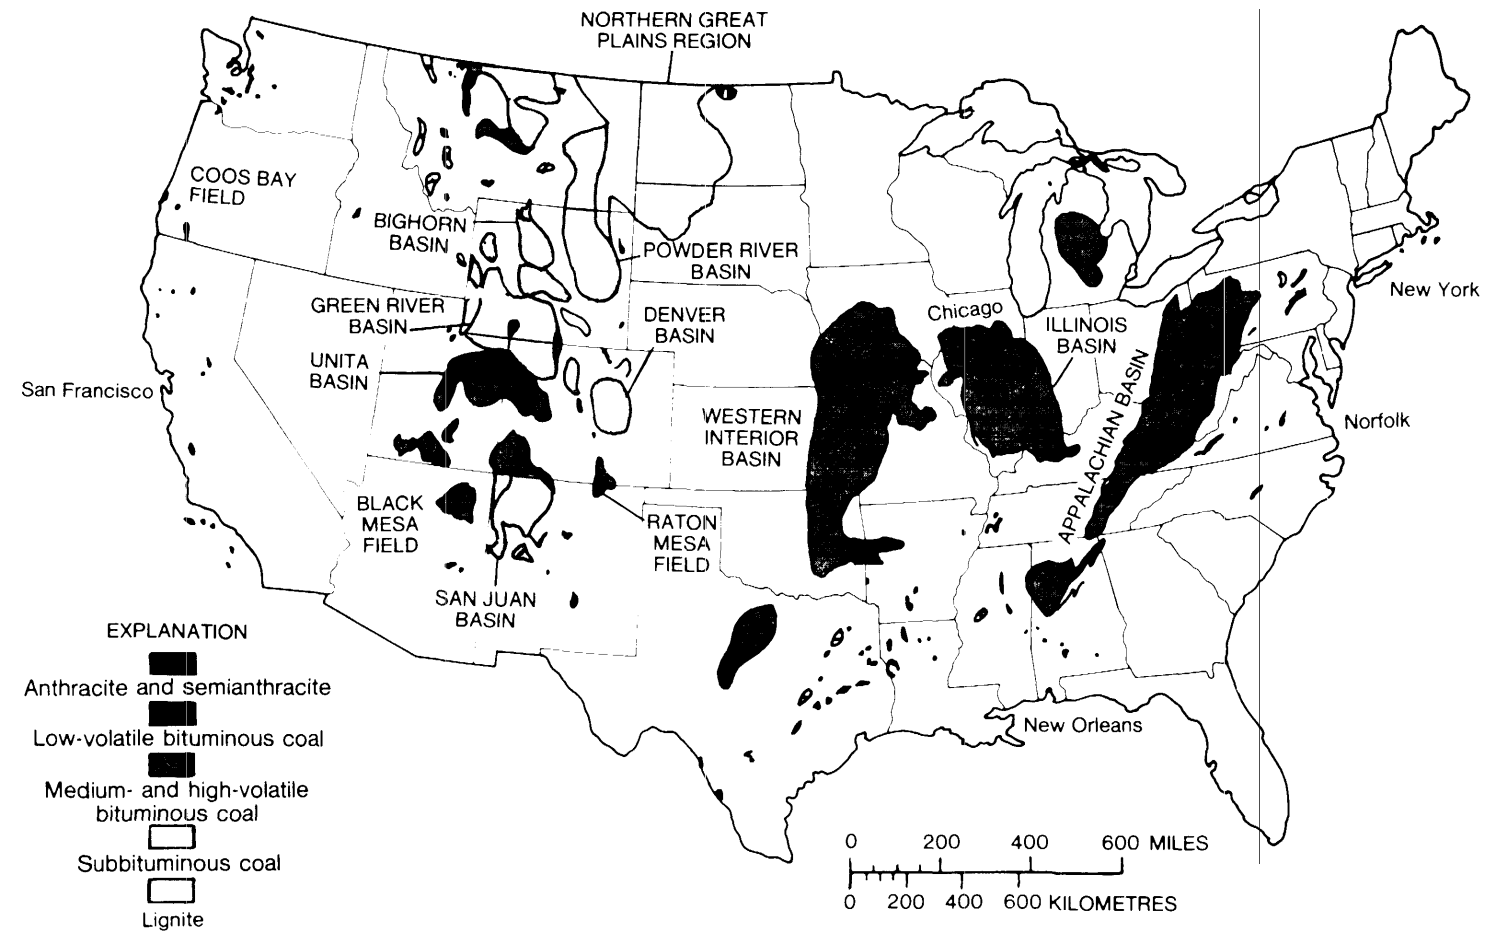 NORTHERN GREAT
PLAINS REGION
COOS BAY
FIELD
BIGHORN
BASIN
POWDER RIVER
BASIN
GREEN RIVER
BASIN
DENVER
BASIN
UNITA
BASIN
San Francisco
Chicago
ILLINOIS
BASIN
New York
APPALACHIAN BASIN
Norfolk
WESTERN
INTERIOR
BASIN
BLACK
MESA
FIELD
RATON
MESA
FIELD
SAN JUAN
BASIN
New Orleans
EXPLANATION
Anthracite and semianthracite
Low-volatile bituminous coal
Medium- and high-volatile
bituminous coal
Subbituminous coal
Lignite
0 200 400 600 MILES
0 200 400 600 KILOMETRES